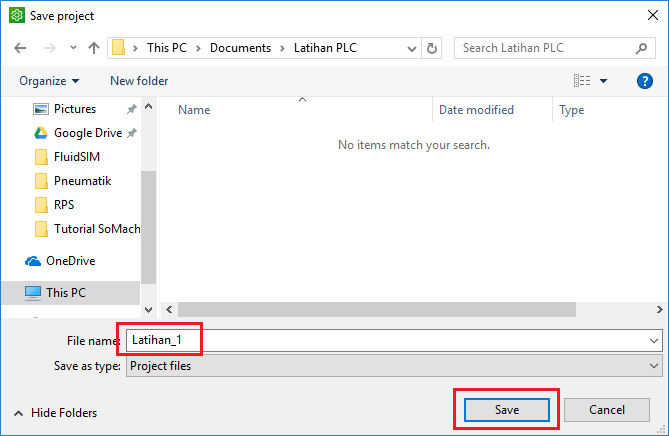 Save project
This PC > Documents > Latihan PLC
Search Latihan PLC
Organize
New folder
Name
Date modified
Type
No items match your search.
Pictures
Google Drive
FluidSIM
Pneumatik
RPS
Tutorial SoMach
OneDrive
This PC
File name: Latihan_1
Save as type: Project files
Hide Folders
Save
Cancel